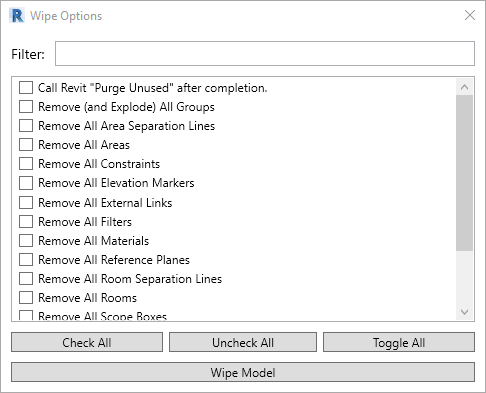 R Wipe Options
Filter:
Call Revit "Purge Unused" after completion.
Remove (and Explode) All Groups
Remove All Area Separation Lines
Remove All Areas
Remove All Constraints
Remove All Elevation Markers
Remove All External Links
Remove All Filters
Remove All Materials
Remove All Reference Planes
Remove All Room Separation Lines
Remove All Rooms
Remove All Scope Boxes
Check All Uncheck All Toggle All
Wipe Model